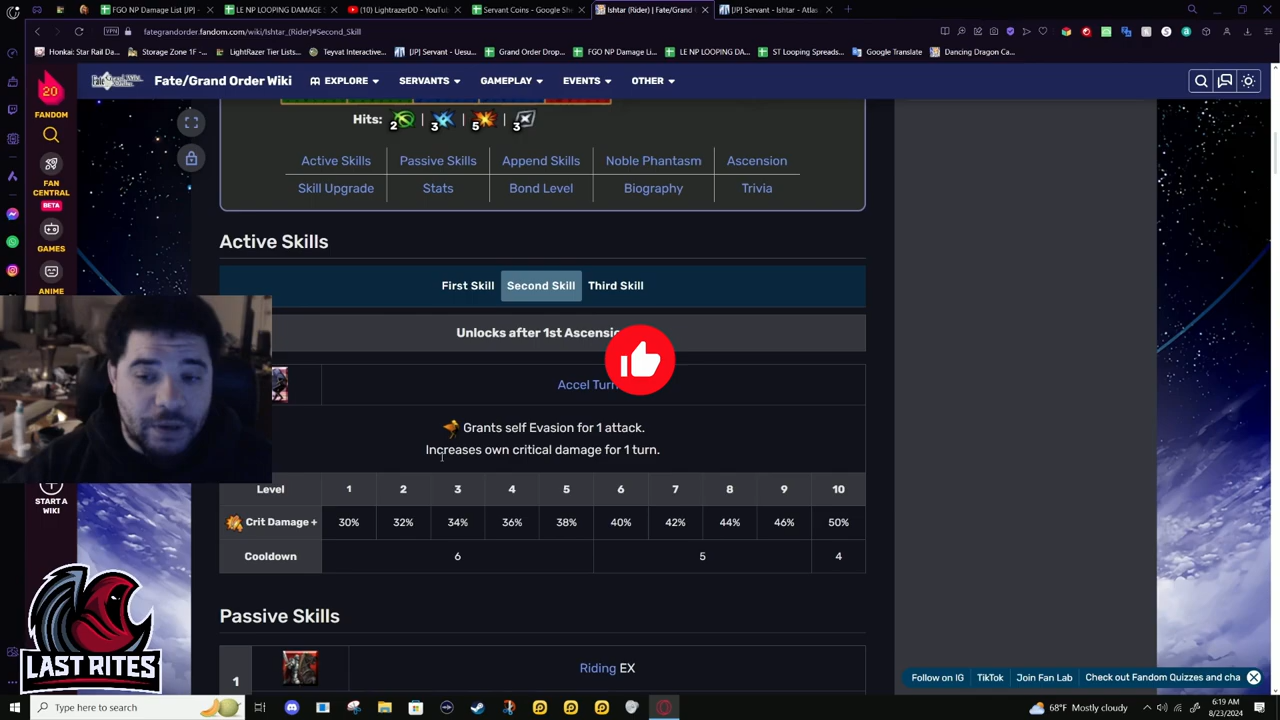 FGO NP Damage List [JP] -
LE NP LOOPING DAMAGE
(10) LightrazerDD - YouTub
Servant Coins - Google She
Ishtar (Rider) | Fate/Grand
[JP] Servant - Atlas
VPN
fategrandorder.fandom.com/wiki/Ishtar_(Rider)#Second_Skill
Honkai: Star Rail Da...
Storage Zone 1F -...
LightRazer Tier Lists...
Teyvat Interactive...
[JP] Servant - Uesu...
Grand Order Drop...
FGO NP Damage Li...
LE NP LOOPING DA...
ST Looping Spreads...
Google Translate
Dancing Dragon Ca...
20
FANDOM
FAN
CENTRAL
BETA
GAMES
ANIME
START A
WIKI
Fate/Grand Order Wiki
EXPLORE
SERVANTS
GAMEPLAY
EVENTS
OTHER
Hits: 2 | 3 | 5 | 3
Active Skills Passive Skills Append Skills Noble Phantasm Ascension
Skill Upgrade Stats Bond Level Biography Trivia
Active Skills
First Skill Second Skill Third Skill
Unlocks after 1st Ascensio
Accel Turn
Grants self Evasion for 1 attack.
Increases own critical damage for 1 turn.
Level 1 2 3 4 5 6 7 8 9 10
Crit Damage + 30% 32% 34% 36% 38% 40% 42% 44% 46% 50%
Cooldown 6 5 4
Passive Skills
1 Riding EX
LAST RITES
Follow on IG TikTok Join Fan Lab Check out Fandom Quizzes and cha
Type here to search
68°F Mostly cloudy
6:19 AM
8/23/2024